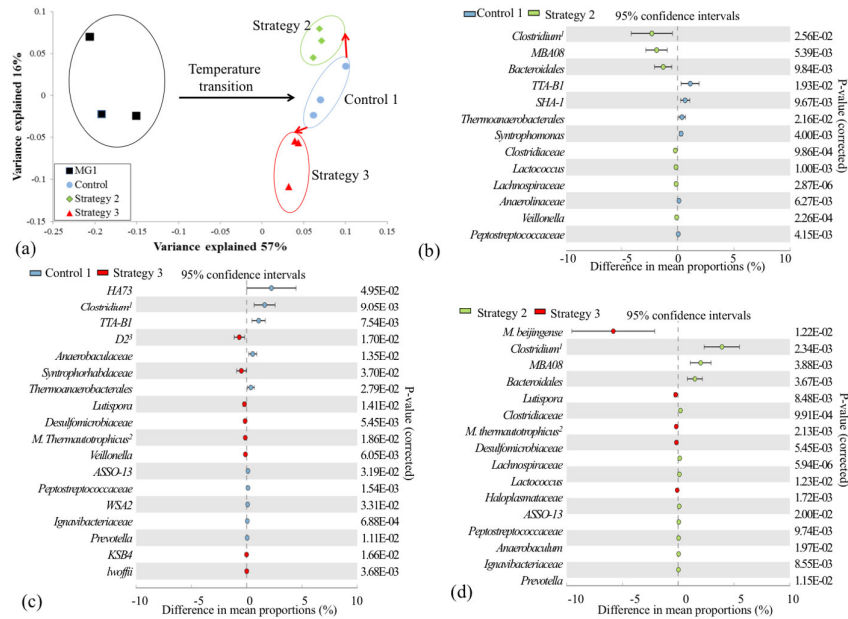 0.1
0.05
0
-0.05
-0.1
-0.15
Variance explained 16%
Strategy 2
Temperature
transition
Control 1
Strategy 3
MG1
Control
Strategy 2
Strategy 3
-0.25 -0.2 -0.15 -0.1 -0.05 0 0.05 0.1 0.15
Variance explained 57%
(a)
Control 1 Strategy 2 95% confidence intervals
Clostridium¹ 2.56E-02
MBA08 5.39E-03
Bacteroidales 9.84E-03
TTA-B1 1.93E-02
SHA-1 9.67E-03
Thermoanaerobacterales 2.16E-02
Syntrophomonas 4.00E-03
Clostridiaceae 9.86E-04
Lactococcus 1.00E-03
Lachnospiraceae 2.87E-06
Anaerolinaceae 6.27E-03
Veillonella 2.26E-04
Peptostreptococcaceae 4.15E-03
P-value (corrected)
-10 -5 0 5 10
Difference in mean proportions (%)
(b)
Control 1 Strategy 3 95% confidence intervals
HA73 4.95E-02
Clostridium¹ 9.05E-03
TTA-B1 7.54E-03
D2³ 1.70E-02
Anaerobaculaceae 1.35E-02
Syntrophorhabdaceae 3.70E-02
Thermoanaerobacterales 2.79E-02
Lutispora 1.41E-02
Desulfomicrobiaceae 5.45E-03
M. Thermautotrophicus² 1.86E-02
Veillonella 6.05E-03
ASSO-13 3.19E-02
Peptostreptococcaceae 1.54E-03
WSA2 3.31E-02
Ignavibacteriaceae 6.88E-04
Prevotella 1.11E-02
KSB4 1.66E-02
lwoffii 3.68E-03
P-value (corrected)
-10 -5 0 5 10
Difference in mean proportions (%)
(c)
Strategy 2 Strategy 3 95% confidence intervals
M. beijingense 1.22E-02
Clostridium¹ 2.34E-03
MBA08 3.88E-03
Bacteroidales 3.67E-03
Lutispora 8.48E-03
Clostridiaceae 9.91E-04
M. thermautotrophicus² 2.13E-03
Desulfomicrobiaceae 5.45E-03
Lachnospiraceae 5.94E-06
Lactococcus 1.23E-02
Haloplasmataceae 1.72E-03
ASSO-13 2.00E-02
Peptostreptococcaceae 9.74E-03
Anaerobaculum 1.97E-02
Ignavibacteriaceae 8.55E-03
Prevotella 1.15E-02
P-value (corrected)
-10 -5 0 5 10
Difference in mean proportions (%)
(d)